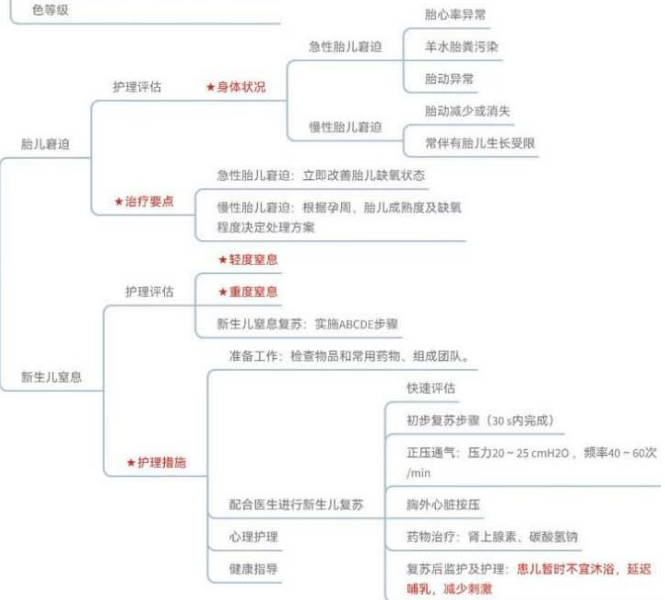 色等级
胎心率异常
急性胎儿窘迫
羊水胎粪污染
护理评估
★身体状况
胎动异常
胎动减少或消失
胎儿窘迫
慢性胎儿窘迫
常伴有胎儿生长受限
急性胎儿窘迫：立即改善胎儿缺氧状态
★治疗要点
慢性胎儿窘迫：根据孕周、胎儿成熟度及缺氧
程度决定处理方案
★轻度窒息
护理评估
★重度窒息
新生儿窒息复苏：实施ABCDE步骤
准备工作：检查物品和常用药物、组成团队。
新生儿窒息
快速评估
初步复苏步骤（30 s内完成）
正压通气：压力20～25 cmH2O，频率40～60次
/min
★护理措施
配合医生进行新生儿复苏
胸外心脏按压
心理护理
药物治疗：肾上腺素、碳酸氢钠
健康指导
复苏后监护及护理：患儿暂时不宜沐浴，延迟
哺乳，减少刺激